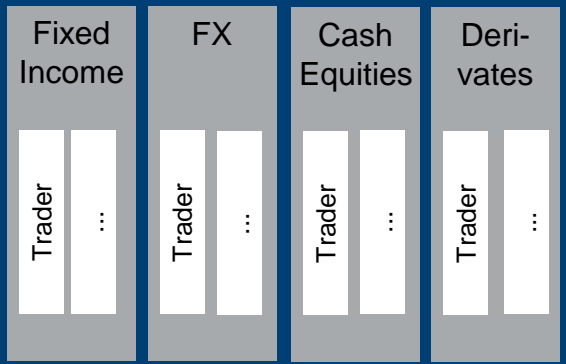 Fixed
Income
FX
Cash
Equities
Deri-
vates
Trader
...
Trader
...
Trader
...
Trader
...